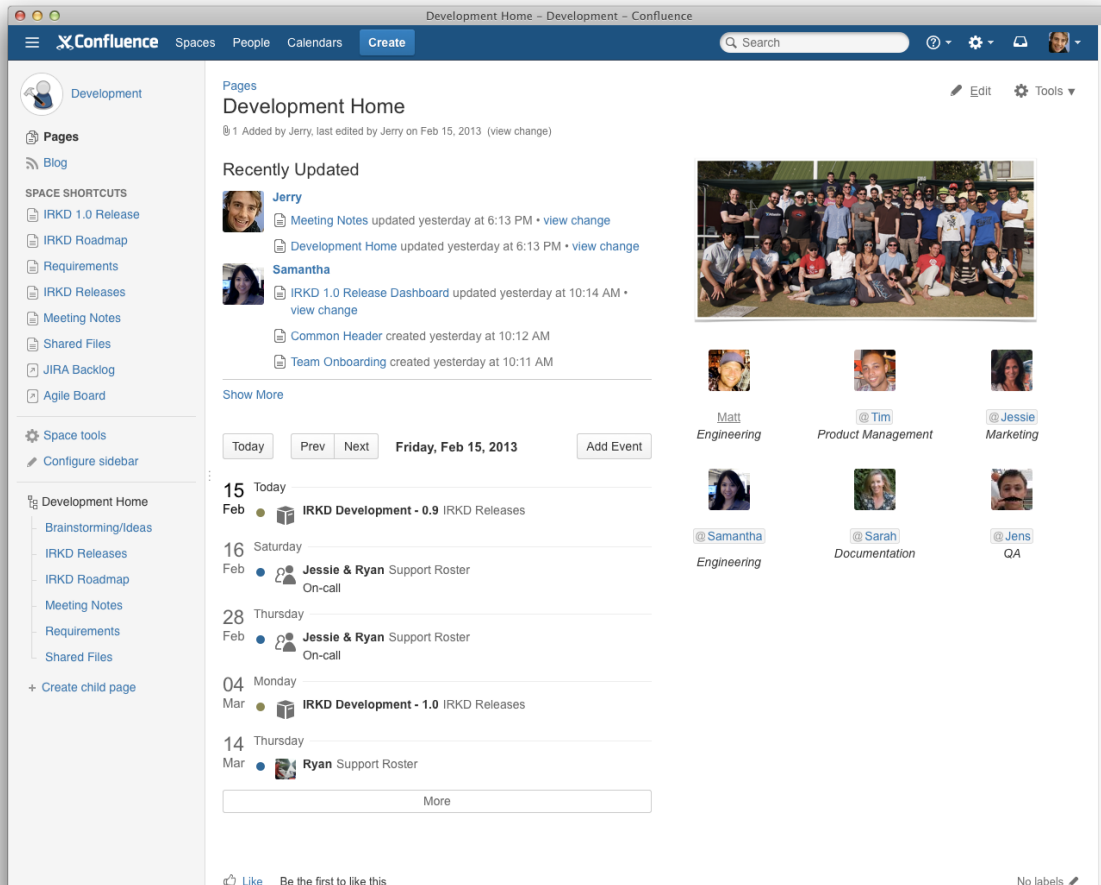 Development Home – Development – Confluence
Confluence Spaces People Calendars Create Search
Development
Pages
Blog
SPACE SHORTCUTS
IRKD 1.0 Release
IRKD Roadmap
Requirements
IRKD Releases
Meeting Notes
Shared Files
JIRA Backlog
Agile Board
Space tools
Configure sidebar
Development Home
Brainstorming/Ideas
IRKD Releases
IRKD Roadmap
Meeting Notes
Requirements
Shared Files
+ Create child page
Pages
Development Home
1 Added by Jerry, last edited by Jerry on Feb 15, 2013 (view change)
Edit Tools ▾
Recently Updated
Jerry
Meeting Notes updated yesterday at 6:13 PM • view change
Development Home updated yesterday at 6:13 PM • view change
Samantha
IRKD 1.0 Release Dashboard updated yesterday at 10:14 AM •
view change
Common Header created yesterday at 10:12 AM
Team Onboarding created yesterday at 10:11 AM
Show More
Today Prev Next Friday, Feb 15, 2013 Add Event
15 Today
Feb IRKD Development - 0.9 IRKD Releases
16 Saturday
Feb Jessie & Ryan Support Roster
On-call
28 Thursday
Feb Jessie & Ryan Support Roster
On-call
04 Monday
Mar IRKD Development - 1.0 IRKD Releases
14 Thursday
Mar Ryan Support Roster
More
Matt @Tim @Jessie
Engineering Product Management Marketing
@Samantha @Sarah @Jens
Engineering Documentation QA
Like Be the first to like this
No labels